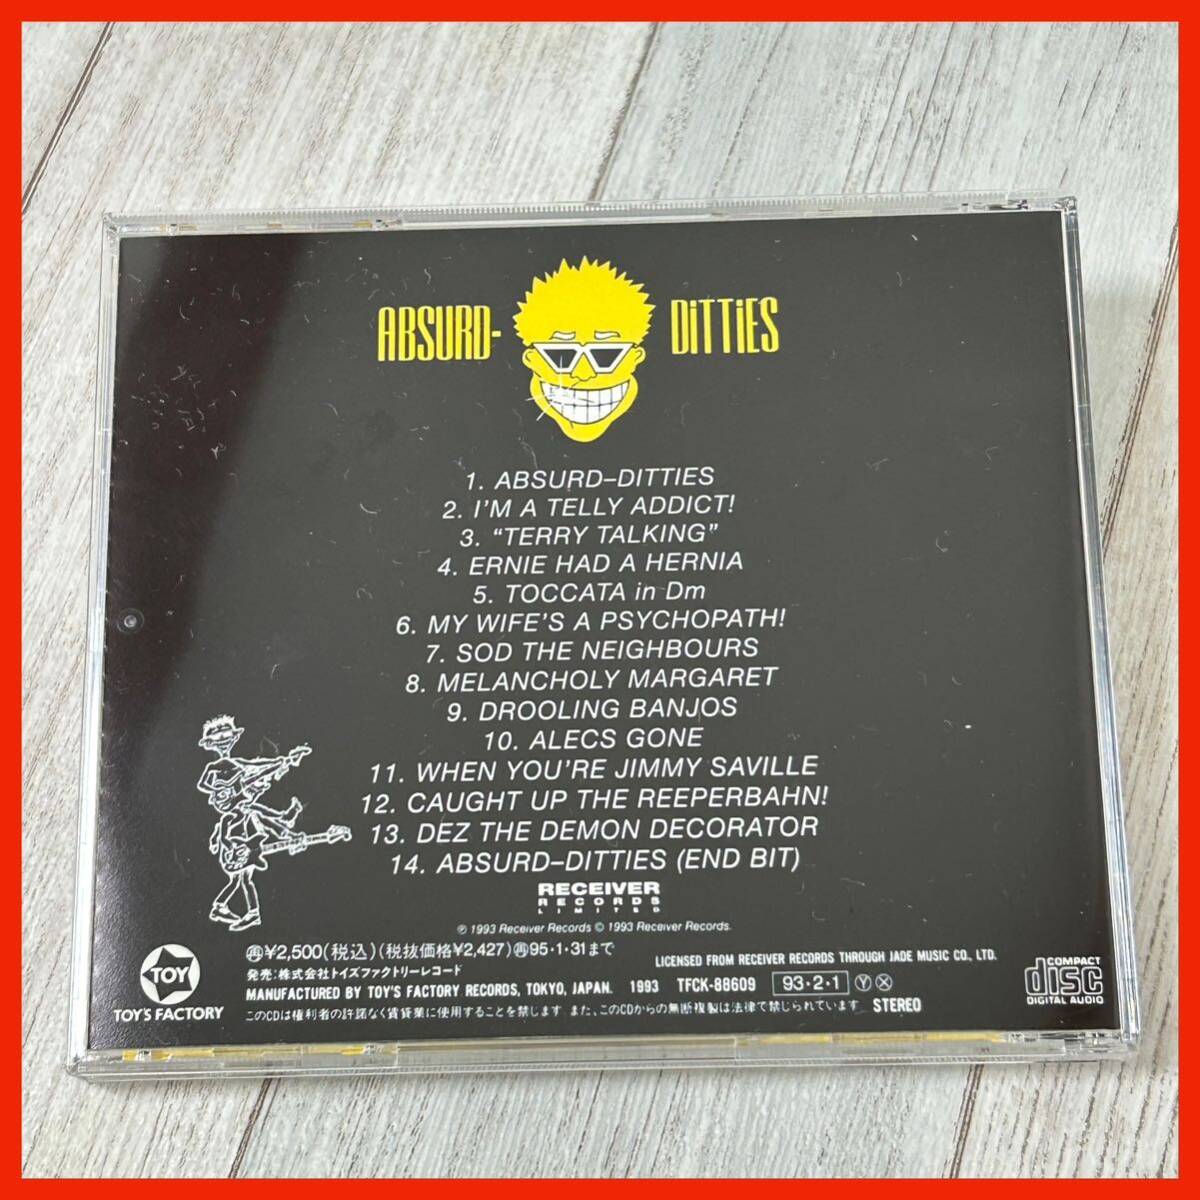 ABSURD-
DiTTiES
1. ABSURD-DITTIES
2. I'M A TELLY ADDICT!
3. "TERRY TALKING"
4. ERNIE HAD A HERNIA
5. TOCCATA in Dm
6. MY WIFE'S A PSYCHOPATH!
7. SOD THE NEIGHBOURS
8. MELANCHOLY MARGARET
9. DROOLING BANJOS
10. ALECS GONE
11. WHEN YOU'RE JIMMY SAVILLE
12. CAUGHT UP THE REEPERBAHN!
13. DEZ THE DEMON DECORATOR
14. ABSURD-DITTIES (END BIT)
RECEIVER
RECORDS
LIMITED
℗ 1993 Receiver Records © 1993 Receiver Records.
㊢¥2,500(税込)(税抜価格¥2,427)㊢95・1・31まで
LICENSED FROM RECEIVER RECORDS THROUGH JADE MUSIC CO., LTD.
発売:株式会社トイズファクトリーレコード
MANUFACTURED BY TOY'S FACTORY RECORDS, TOKYO, JAPAN. 1993 TFCK-88609 93・2・1 Ⓨ Ⓧ
このCDは権利者の許諾なく賃貸業に使用することを禁じます。また、このCDからの無断複製は法律で禁じられています。 STEREO
TOY
TOY'S FACTORY
COMPACT
disc
DIGITAL AUDIO